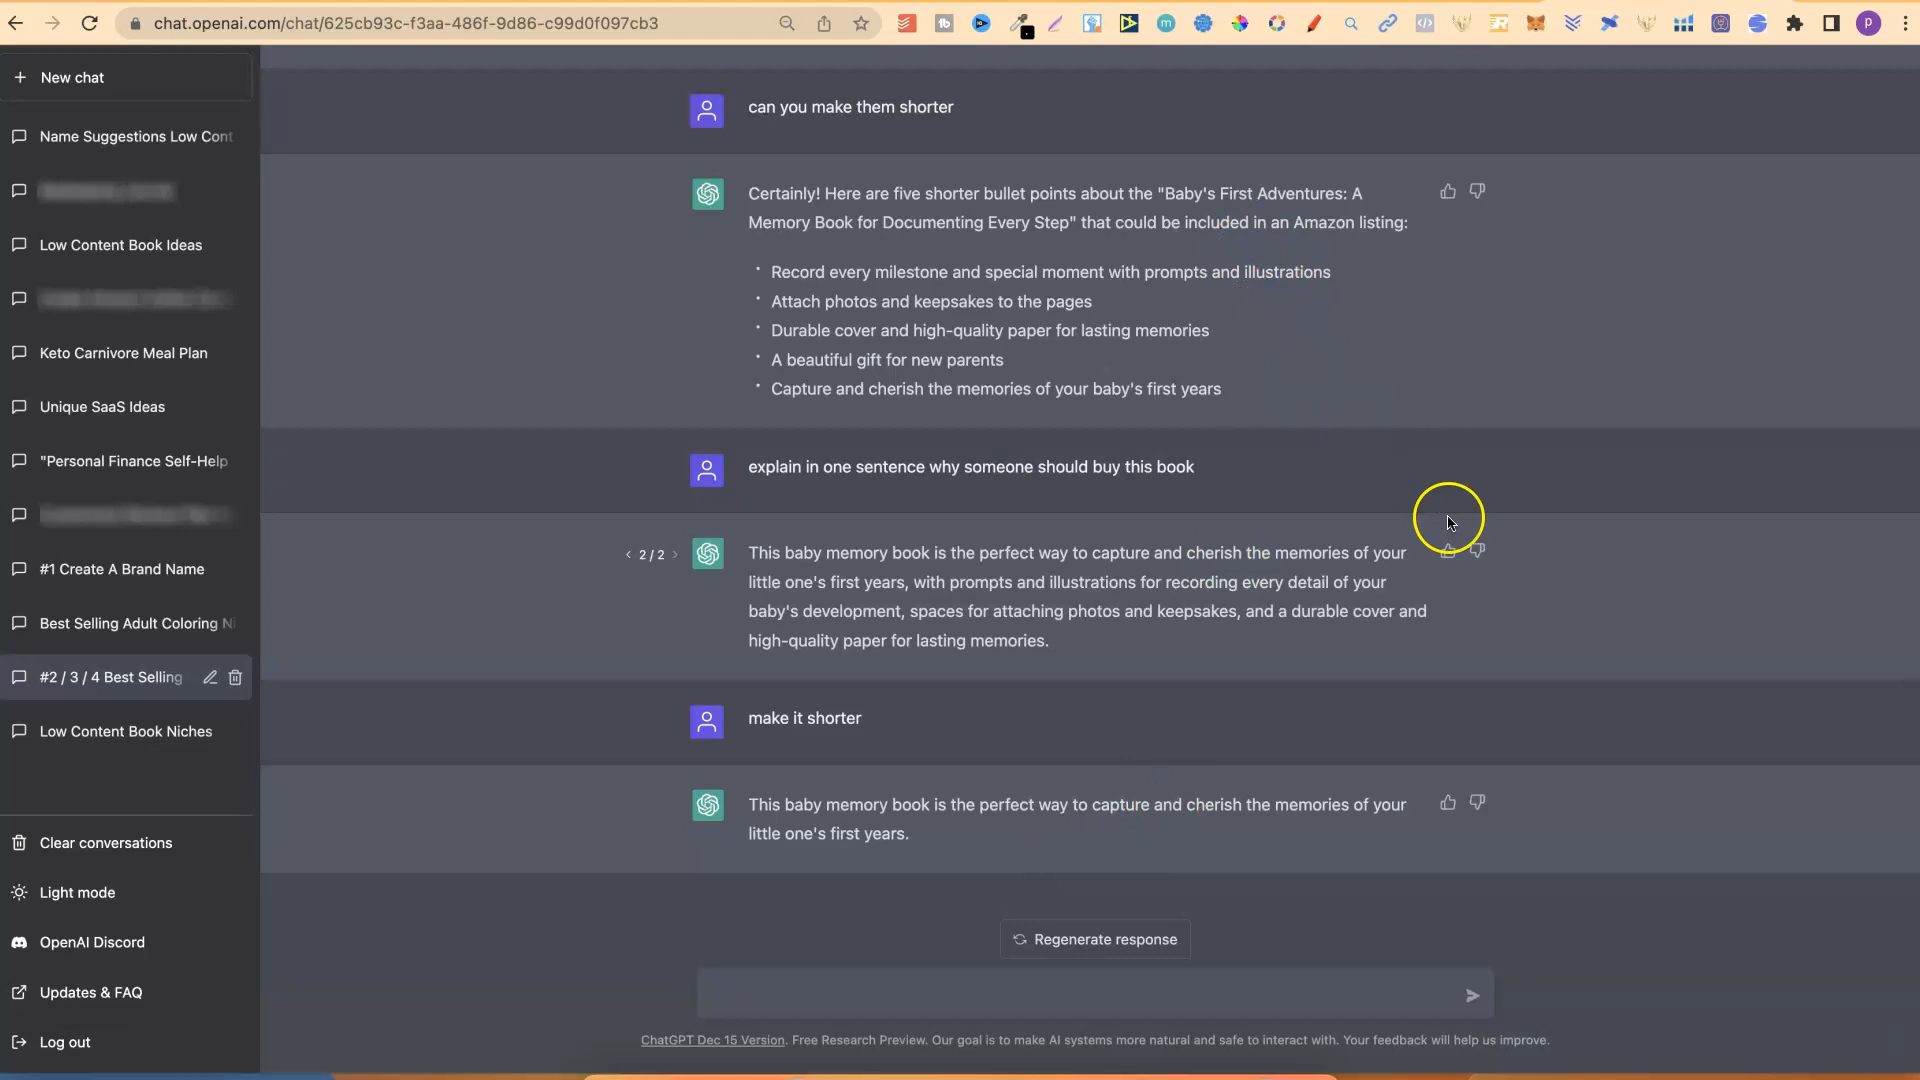 chat.openai.com/chat/625cb93c-f3aa-486f-9d86-c99d0f097cb3
P
New chat
Name Suggestions Low Cont
Low Content Book Ideas
Keto Carnivore Meal Plan
Unique SaaS Ideas
"Personal Finance Self-Help
#1 Create A Brand Name
Best Selling Adult Coloring Ni
#2 / 3 / 4 Best Selling
Low Content Book Niches
Clear conversations
Light mode
OpenAI Discord
Updates & FAQ
Log out
can you make them shorter
Certainly! Here are five shorter bullet points about the "Baby's First Adventures: A
Memory Book for Documenting Every Step" that could be included in an Amazon listing:
• Record every milestone and special moment with prompts and illustrations
• Attach photos and keepsakes to the pages
• Durable cover and high-quality paper for lasting memories
• A beautiful gift for new parents
• Capture and cherish the memories of your baby's first years
explain in one sentence why someone should buy this book
< 2 / 2 >
This baby memory book is the perfect way to capture and cherish the memories of your
little one's first years, with prompts and illustrations for recording every detail of your
baby's development, spaces for attaching photos and keepsakes, and a durable cover and
high-quality paper for lasting memories.
make it shorter
This baby memory book is the perfect way to capture and cherish the memories of your
little one's first years.
Regenerate response
ChatGPT Dec 15 Version. Free Research Preview. Our goal is to make AI systems more natural and safe to interact with. Your feedback will help us improve.